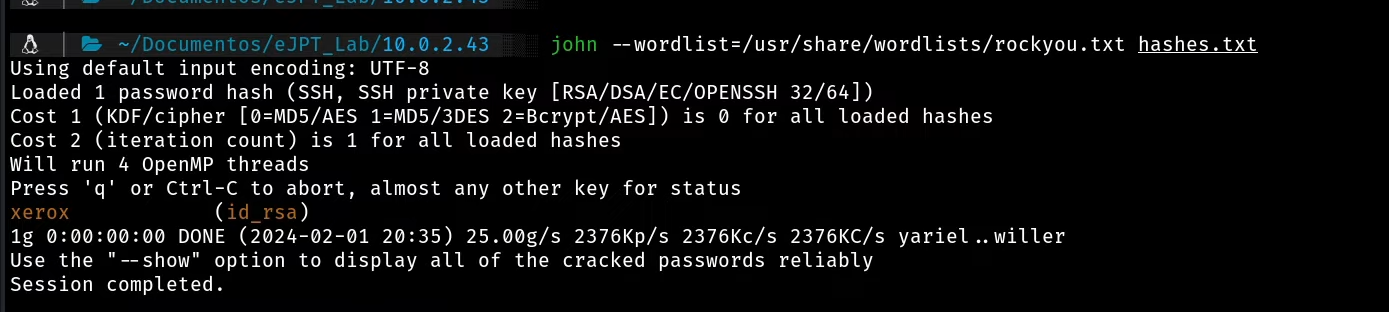 ~/Documentos/eJPT_Lab/10.0.2.43 john --wordlist=/usr/share/wordlists/rockyou.txt hashes.txt
Using default input encoding: UTF-8
Loaded 1 password hash (SSH, SSH private key [RSA/DSA/EC/OPENSSH 32/64])
Cost 1 (KDF/cipher [0=MD5/AES 1=MD5/3DES 2=Bcrypt/AES]) is 0 for all loaded hashes
Cost 2 (iteration count) is 1 for all loaded hashes
Will run 4 OpenMP threads
Press 'q' or Ctrl-C to abort, almost any other key for status
xerox            (id_rsa)
1g 0:00:00:00 DONE (2024-02-01 20:35) 25.00g/s 2376Kp/s 2376Kc/s 2376KC/s yariel..willer
Use the "--show" option to display all of the cracked passwords reliably
Session completed.